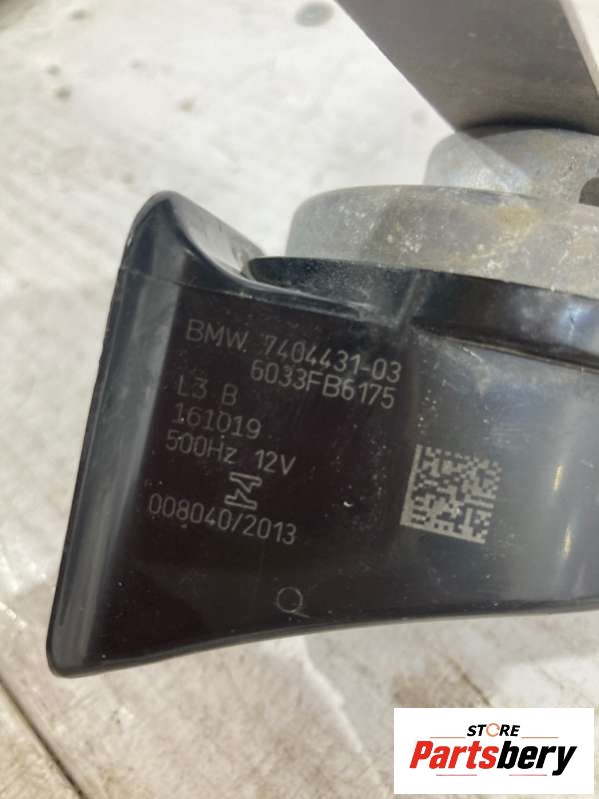 BMW 7404431-03
6033FB6175
L3 B
161019
500Hz 12V
008040/2013
STORE
Partsbery